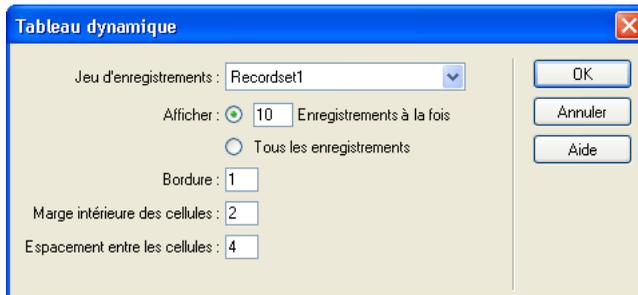 Tableau dynamique
Jeu d'enregistrements : Recordset1
OK
Afficher : 10 Enregistrements à la fois
Annuler
Tous les enregistrements
Aide
Bordure : 1
Marge intérieure des cellules : 2
Espacement entre les cellules : 4